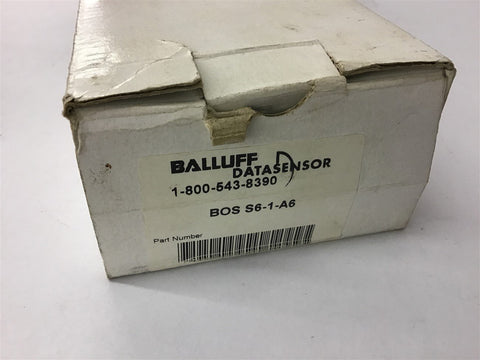 BALLUFF
DATASENSOR
1-800-543-8390
BOS S6-1-A6
Part Number